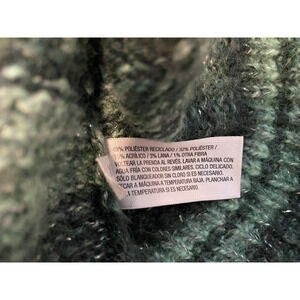 POLIÉSTER RECICLADO / 32% POLIÉSTER /
ACRÍLICO / 3% LANA / 1% OTRA FIBRA
VOLTEAR LA PRENDA AL REVÉS. LAVAR A MÁQUINA CON
AGUA FRÍA CON COLORES SIMILARES. CICLO DELICADO.
SÓLO BLANQUEADOR SIN CLORO SI ES NECESARIO.
A MÁQUINA A TEMPERATURA BAJA. PLANCHAR A
TEMPERATURA SI ES NECESARIO.